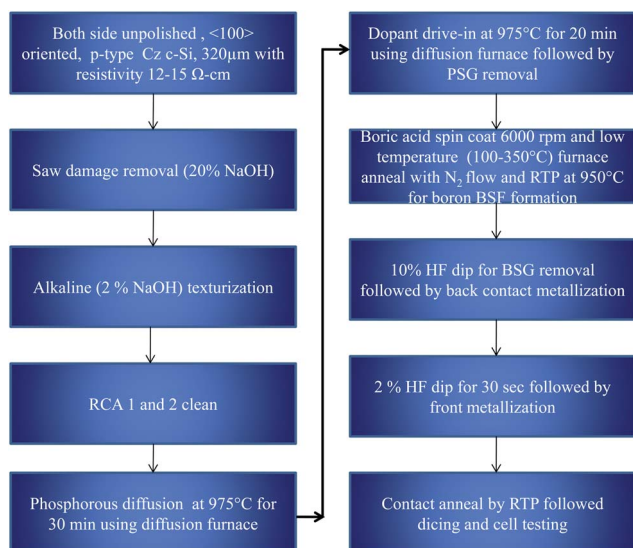 Both side unpolished , <100>
oriented, p-type Cz c-Si, 320µm with
resistivity 12-15 Ω-cm
Saw damage removal (20% NaOH)
Alkaline (2 % NaOH) texturization
RCA 1 and 2 clean
Phosphorous diffusion at 975°C for
30 min using diffusion furnace
Dopant drive-in at 975°C for 20 min
using diffusion furnace followed by
PSG removal
Boric acid spin coat 6000 rpm and low
temperature (100-350°C) furnace
anneal with N₂ flow and RTP at 950°C
for boron BSF formation
10% HF dip for BSG removal
followed by back contact metallization
2 % HF dip for 30 sec followed by
front metallization
Contact anneal by RTP followed
dicing and cell testing